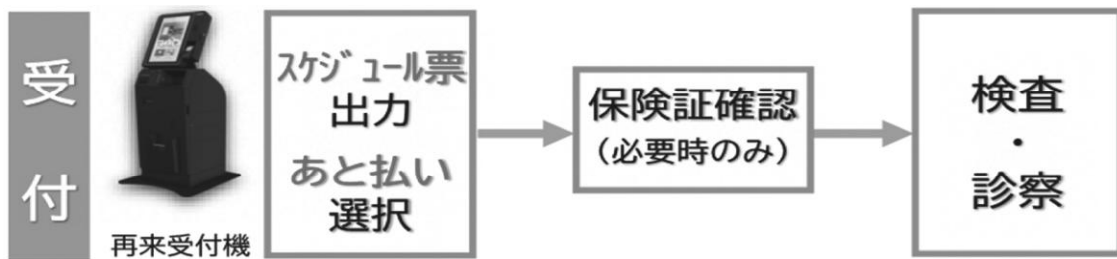 受付
再来受付機
ｽｹｼﾞｭｰﾙ票
出力
あと払い
選択
保険証確認
（必要時のみ）
検査
・
診察